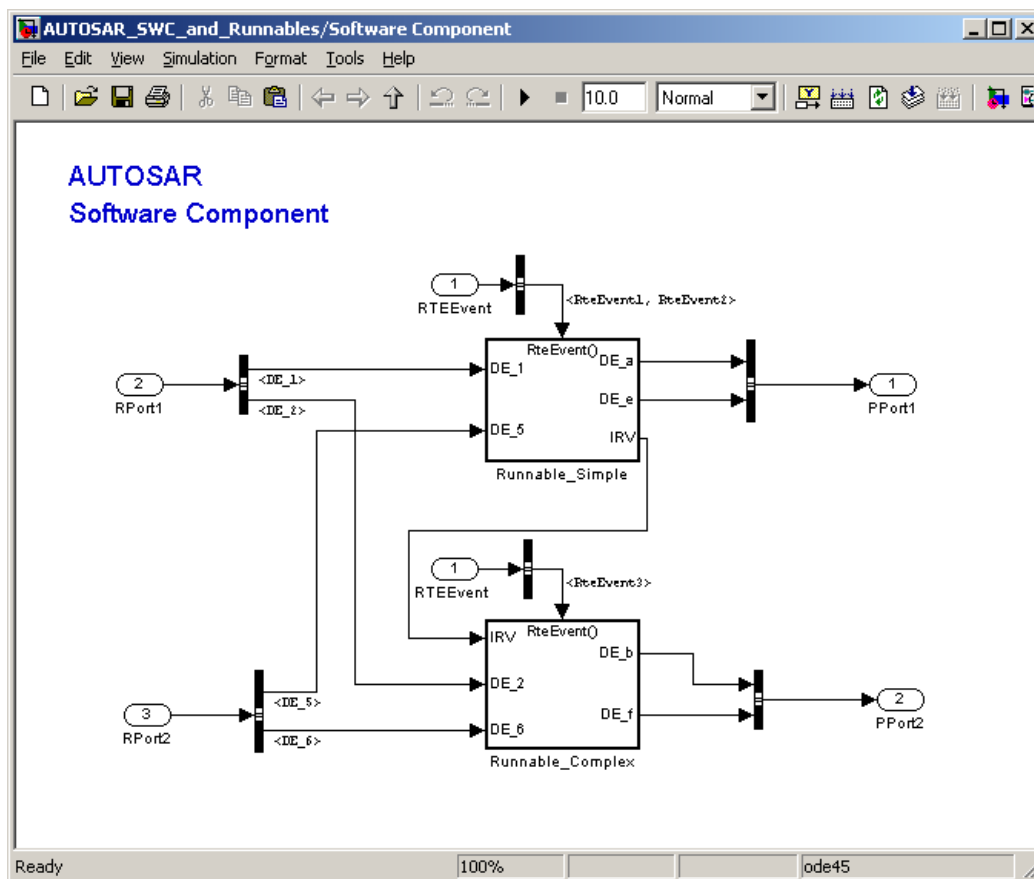 AUTOSAR_SWC_and_Runnables/Software Component
File Edit View Simulation Format Tools Help
10.0 Normal
AUTOSAR
Software Component
1
RTEEvent
<RteEvent1, RteEvent2>
RteEvent()
DE_1
DE_5
DE_a
DE_e
IRV
Runnable_Simple
2
RPort1
<DE_1>
<DE_2>
1
PPort1
1
RTEEvent
<RteEvent3>
RteEvent()
IRV
DE_2
DE_6
DE_b
DE_f
Runnable_Complex
3
RPort2
<DE_5>
<DE_6>
2
PPort2
Ready 100% ode45